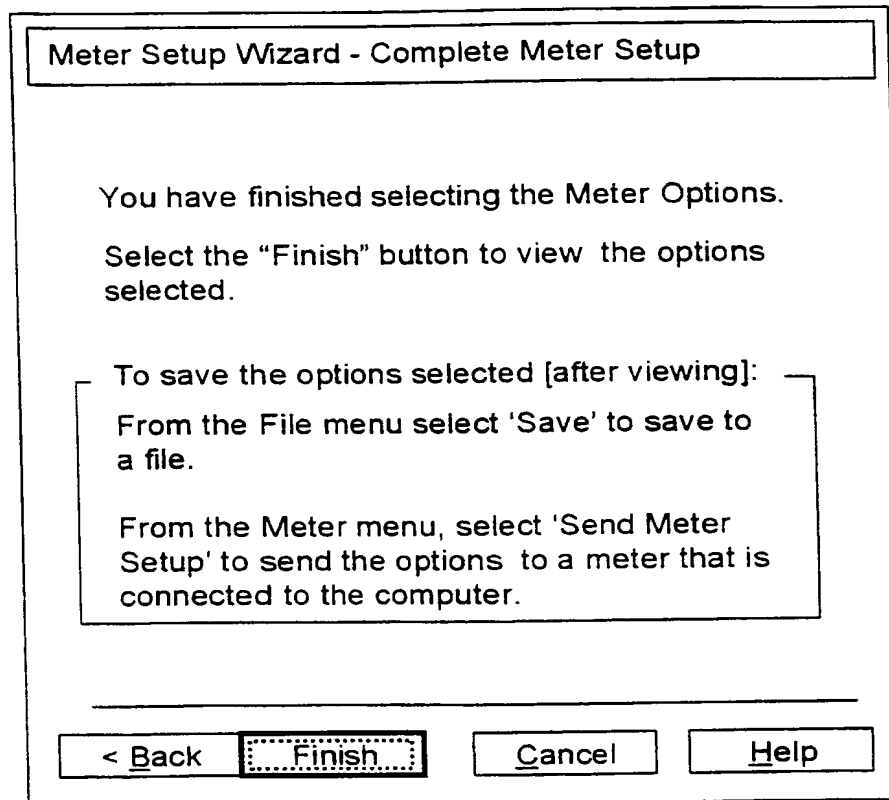 Meter Setup Wizard - Complete Meter Setup
You have finished selecting the Meter Options.
Select the “Finish” button to view the options
selected.
To save the options selected [after viewing]:
From the File menu select ‘Save’ to save to
a file.
From the Meter menu, select ‘Send Meter
Setup’ to send the options to a meter that is
connected to the computer.
< Back Finish Cancel Help